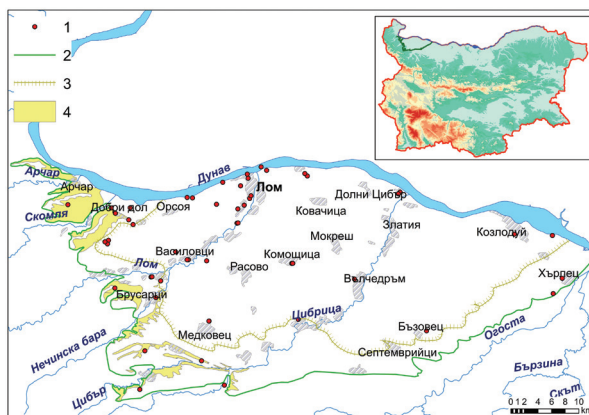 1
2
3
4
Арчар
Арчар
Скомля
Добри дол
Орсоя
Дунав
Лом
Ковачица
Долни Цибър
Златия
Козлодуй
Мокреш
Лом
Василовци
Комощица
Расово
Вълчедръм
Хърлец
Брусарци
Цибрица
Нечинска бара
Медковец
Бъзовец
Огоста
Септемврийци
Цибър
Бързина
Скът
0 1 2 4 6 8 10
km